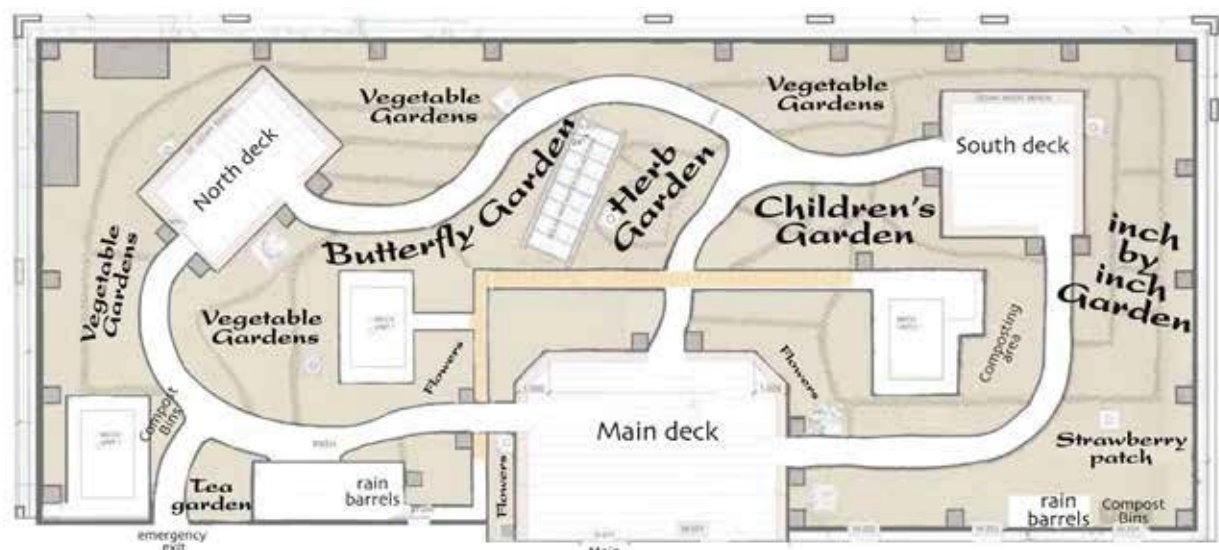 Vegetable
Gardens
Vegetable
Gardens
North deck
South deck
Butterfly Garden
Herb
Garden
Children's
Garden
inch
by
inch
Garden
Vegetable
Gardens
Vegetable
Gardens
Flowers
Flowers
Composting
area
Compost
Bins
Main deck
Strawberry
patch
Tea
garden
rain
barrels
Flowers
rain
barrels
Compost
Bins
emergency
exit
Main